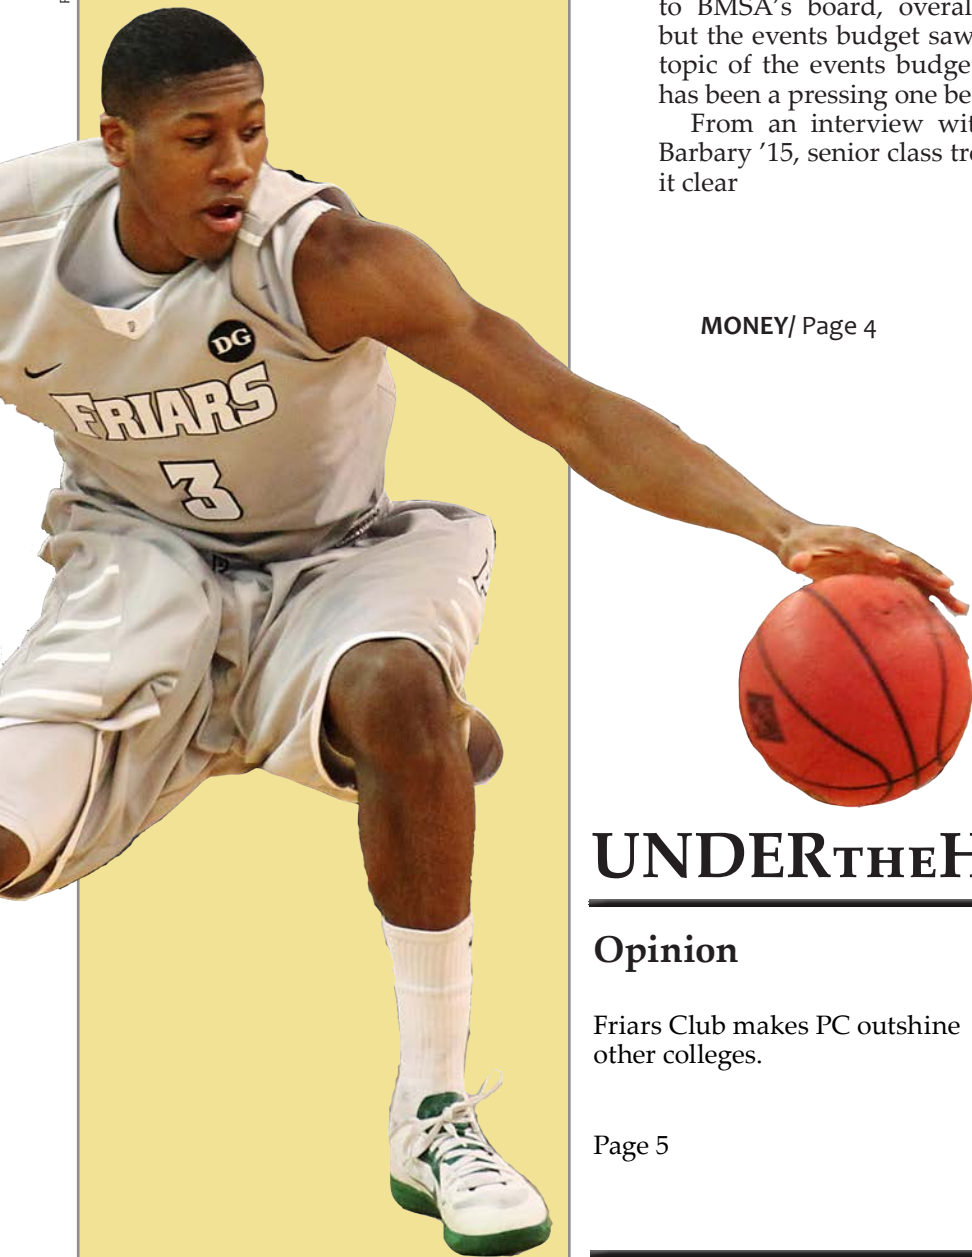 to BMSA's board, overal
but the events budget saw
topic of the events budge
has been a pressing one be
From an interview wit
Barbary ’15, senior class tre
it clear
MONEY/ Page 4
DG
FRIARS
3
UNDERTHEH
Opinion
Friars Club makes PC outshine
other colleges.
Page 5